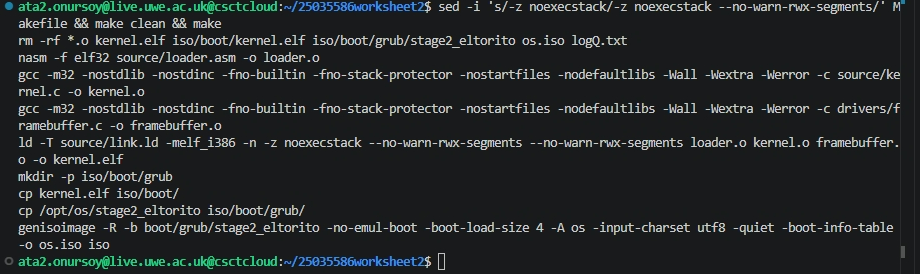 ata2.onursoy@live.uwe.ac.uk@csctcloud:~/25035586worksheet2$ sed -i 's/-z noexecstack/-z noexecstack --no-warn-rwx-segments/' M
akefile && make clean && make
rm -rf *.o kernel.elf iso/boot/kernel.elf iso/boot/grub/stage2_eltorito os.iso logQ.txt
nasm -f elf32 source/loader.asm -o loader.o
gcc -m32 -nostdlib -nostdinc -fno-builtin -fno-stack-protector -nostartfiles -nodefaultlibs -Wall -Wextra -Werror -c source/ke
rnel.c -o kernel.o
gcc -m32 -nostdlib -nostdinc -fno-builtin -fno-stack-protector -nostartfiles -nodefaultlibs -Wall -Wextra -Werror -c drivers/f
ramebuffer.c -o framebuffer.o
ld -T source/link.ld -melf_i386 -n -z noexecstack --no-warn-rwx-segments --no-warn-rwx-segments loader.o kernel.o framebuffer.
o -o kernel.elf
mkdir -p iso/boot/grub
cp kernel.elf iso/boot/
cp /opt/os/stage2_eltorito iso/boot/grub/
genisoimage -R -b boot/grub/stage2_eltorito -no-emul-boot -boot-load-size 4 -A os -input-charset utf8 -quiet -boot-info-table
-o os.iso iso
ata2.onursoy@live.uwe.ac.uk@csctcloud:~/25035586worksheet2$